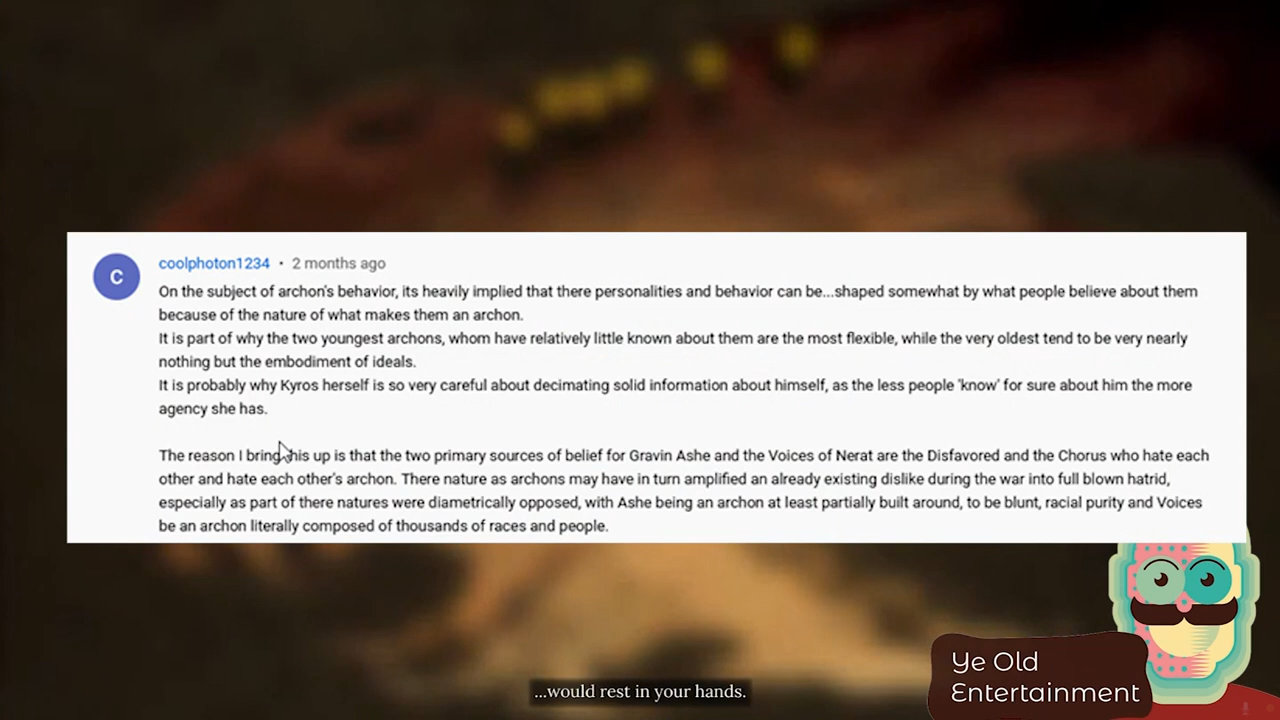 C
coolphoton1234 • 2 months ago
On the subject of archon's behavior, its heavily implied that there personalities and behavior can be...shaped somewhat by what people believe about them
because of the nature of what makes them an archon.
It is part of why the two youngest archons, whom have relatively little known about them are the most flexible, while the very oldest tend to be very nearly
nothing but the embodiment of ideals.
It is probably why Kyros herself is so very careful about decimating solid information about himself, as the less people 'know' for sure about him the more
agency she has.
The reason I bring this up is that the two primary sources of belief for Gravin Ashe and the Voices of Nerat are the Disfavored and the Chorus who hate each
other and hate each other's archon. There nature as archons may have in turn amplified an already existing dislike during the war into full blown hatrid,
especially as part of there natures were diametrically opposed, with Ashe being an archon at least partially built around, to be blunt, racial purity and Voices
be an archon literally composed of thousands of races and people.
Ye Old
Entertainment
...would rest in your hands.